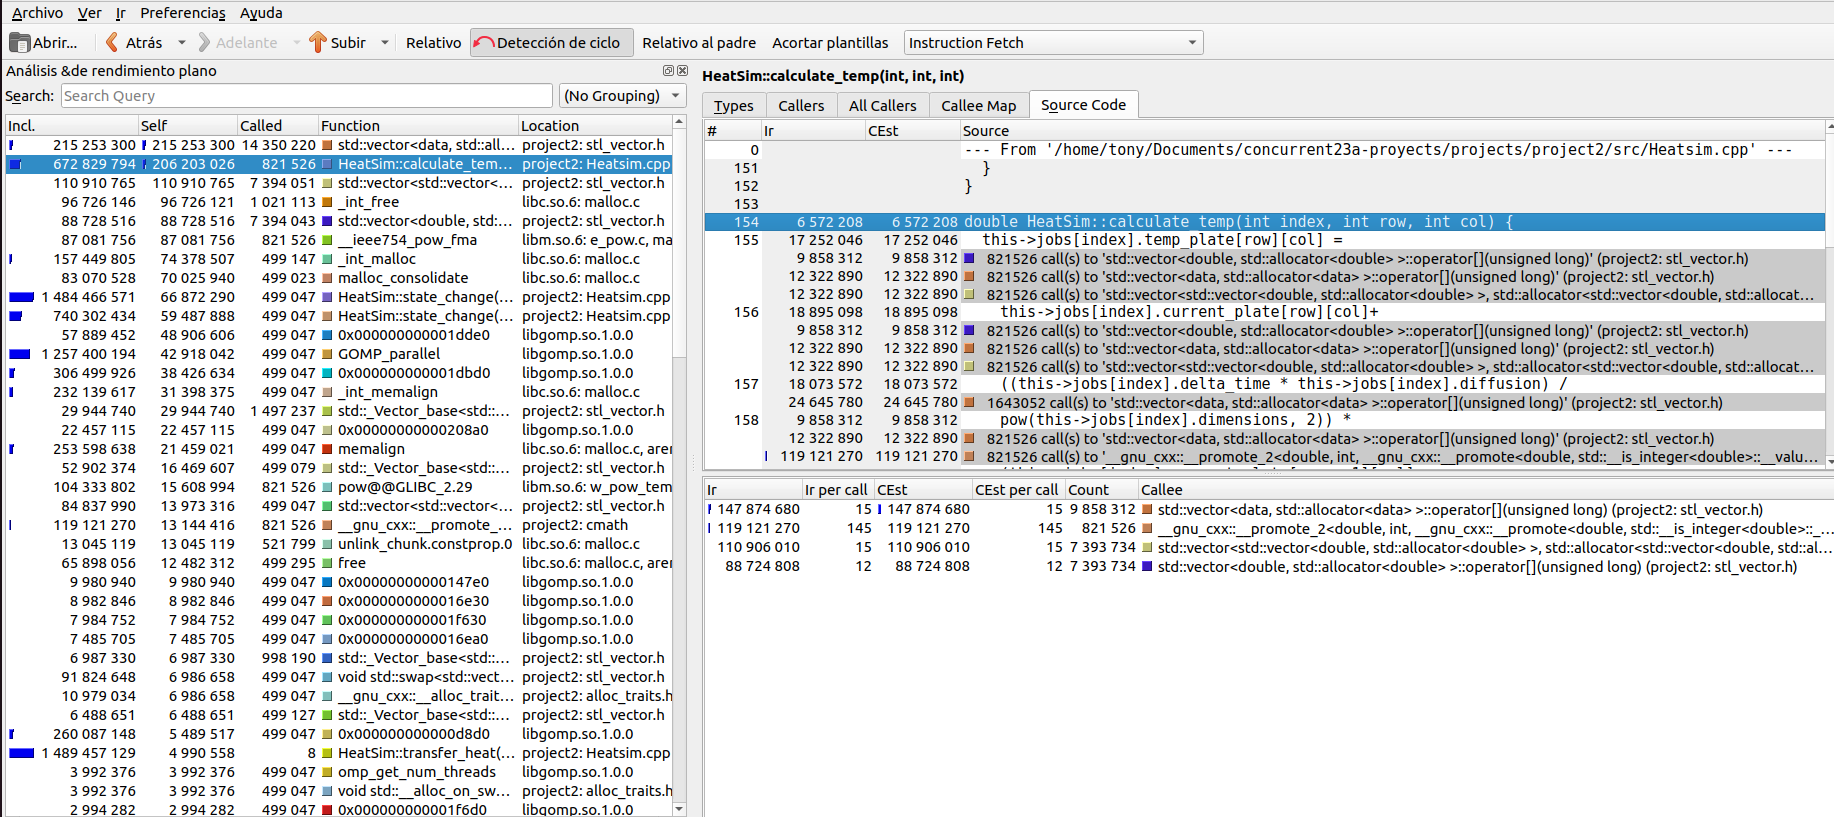 Archivo Ver Ir Preferencias Ayuda
Abrir... Atrás Adelante Subir Relativo Detección de ciclo Relativo al padre Acortar plantillas Instruction Fetch
Análisis &de rendimiento plano
Search: Search Query (No Grouping)
Incl. Self Called Function Location
215 253 300 215 253 300 14 350 220 std::vector<data, std::all... project2: stl_vector.h
672 829 794 206 203 026 821 526 HeatSim::calculate_tem... project2: Heatsim.cpp
110 910 765 110 910 765 7 394 051 std::vector<std::vector<... project2: stl_vector.h
96 726 146 96 726 121 1 021 113 _int_free libc.so.6: malloc.c
88 728 516 88 728 516 7 394 043 std::vector<double, std:... project2: stl_vector.h
87 081 756 87 081 756 821 526 __ieee754_pow_fma libm.so.6: e_pow.c, ma
157 449 805 74 378 507 499 147 _int_malloc libc.so.6: malloc.c
83 070 528 70 025 940 499 023 malloc_consolidate libc.so.6: malloc.c
1 484 466 571 66 872 290 499 047 HeatSim::state_change(... project2: Heatsim.cpp
740 302 434 59 487 888 499 047 HeatSim::state_change(... project2: Heatsim.cpp
57 889 452 48 906 606 499 047 0x000000000001dde0 libgomp.so.1.0.0
1 257 400 194 42 918 042 499 047 GOMP_parallel libgomp.so.1.0.0
306 499 926 38 426 634 499 047 0x000000000001dbd0 libgomp.so.1.0.0
232 139 617 31 398 375 499 047 _int_memalign libc.so.6: malloc.c
29 944 740 29 944 740 1 497 237 std::_Vector_base<std::... project2: stl_vector.h
22 457 115 22 457 115 499 047 0x00000000000208a0 libgomp.so.1.0.0
253 598 638 21 459 021 499 047 memalign libc.so.6: malloc.c, aren
52 902 374 16 469 607 499 079 std::_Vector_base<std::... project2: stl_vector.h
104 333 802 15 608 994 821 526 pow@@GLIBC_2.29 libm.so.6: w_pow_tem
84 837 990 13 973 316 499 047 std::vector<std::vector<... project2: stl_vector.h
119 121 270 13 144 416 821 526 __gnu_cxx::__promote_... project2: cmath
13 045 119 13 045 119 521 799 unlink_chunk.constprop.0 libc.so.6: malloc.c
65 898 056 12 482 312 499 295 free libc.so.6: malloc.c, aren
9 980 940 9 980 940 499 047 0x00000000000147e0 libgomp.so.1.0.0
8 982 846 8 982 846 499 047 0x0000000000016e30 libgomp.so.1.0.0
7 984 752 7 984 752 499 047 0x000000000001f630 libgomp.so.1.0.0
7 485 705 7 485 705 499 047 0x0000000000016ea0 libgomp.so.1.0.0
6 987 330 6 987 330 998 190 std::_Vector_base<std::... project2: stl_vector.h
91 824 648 6 986 658 499 047 void std::swap<std::vect... project2: stl_vector.h
10 979 034 6 986 658 499 047 __gnu_cxx::__alloc_trait... project2: alloc_traits.h
6 488 651 6 488 651 499 127 std::_Vector_base<std::... project2: stl_vector.h
260 087 148 5 489 517 499 047 0x000000000000d8d0 libgomp.so.1.0.0
1 489 457 129 4 990 558 8 HeatSim::transfer_heat(... project2: Heatsim.cpp
3 992 376 3 992 376 499 047 omp_get_num_threads libgomp.so.1.0.0
3 992 376 3 992 376 499 047 void std::__alloc_on_sw... project2: alloc_traits.h
2 994 282 2 994 282 499 047 0x000000000001f6d0 libgomp.so.1.0.0
HeatSim::calculate_temp(int, int, int)
Types Callers All Callers Callee Map Source Code
# Ir CEst Source
0 --- From '/home/tony/Documents/concurrent23a-proyects/projects/project2/src/Heatsim.cpp' ---
151 }
152 }
153
154 6 572 208 6 572 208 double HeatSim::calculate_temp(int index, int row, int col) {
155 17 252 046 17 252 046 this->jobs[index].temp_plate[row][col] =
9 858 312 9 858 312 821526 call(s) to 'std::vector<double, std::allocator<double> >::operator[](unsigned long)' (project2: stl_vector.h)
12 322 890 12 322 890 821526 call(s) to 'std::vector<data, std::allocator<data> >::operator[](unsigned long)' (project2: stl_vector.h)
12 322 890 12 322 890 821526 call(s) to 'std::vector<std::vector<double, std::allocator<double> >, std::allocator<std::vector<double, std::allocat...
156 18 895 098 18 895 098 this->jobs[index].current_plate[row][col]+
9 858 312 9 858 312 821526 call(s) to 'std::vector<double, std::allocator<double> >::operator[](unsigned long)' (project2: stl_vector.h)
12 322 890 12 322 890 821526 call(s) to 'std::vector<data, std::allocator<data> >::operator[](unsigned long)' (project2: stl_vector.h)
12 322 890 12 322 890 821526 call(s) to 'std::vector<std::vector<double, std::allocator<double> >, std::allocator<std::vector<double, std::allocat...
157 18 073 572 18 073 572 ((this->jobs[index].delta_time * this->jobs[index].diffusion) /
24 645 780 24 645 780 1643052 call(s) to 'std::vector<data, std::allocator<data> >::operator[](unsigned long)' (project2: stl_vector.h)
158 9 858 312 9 858 312 pow(this->jobs[index].dimensions, 2)) *
12 322 890 12 322 890 821526 call(s) to 'std::vector<data, std::allocator<data> >::operator[](unsigned long)' (project2: stl_vector.h)
119 121 270 119 121 270 821526 call(s) to '__gnu_cxx::__promote_2<double, int,__gnu_cxx::__promote<double, std::__is_integer<double>::__valu...
Ir Ir per call CEst CEst per call Count Callee
147 874 680 15 147 874 680 15 9 858 312 std::vector<data, std::allocator<data> >::operator[](unsigned long) (project2: stl_vector.h)
119 121 270 145 119 121 270 145 821 526 __gnu_cxx::__promote_2<double, int,__gnu_cxx::__promote<double, std::__is_integer<double>::_...
110 906 010 15 110 906 010 15 7 393 734 std::vector<std::vector<double, std::allocator<double> >, std::allocator<std::vector<double, std::al...
88 724 808 12 88 724 808 12 7 393 734 std::vector<double, std::allocator<double> >::operator[](unsigned long) (project2: stl_vector.h)